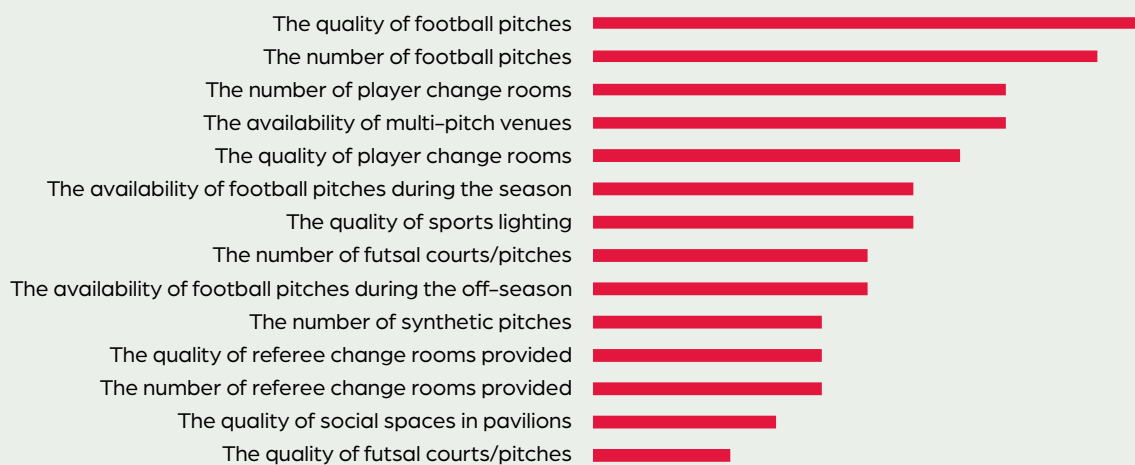 The quality of football pitches
The number of football pitches
The number of player change rooms
The availability of multi-pitch venues
The quality of player change rooms
The availability of football pitches during the season
The quality of sports lighting
The number of futsal courts/pitches
The availability of football pitches during the off-season
The number of synthetic pitches
The quality of referee change rooms provided
The number of referee change rooms provided
The quality of social spaces in pavilions
The quality of futsal courts/pitches